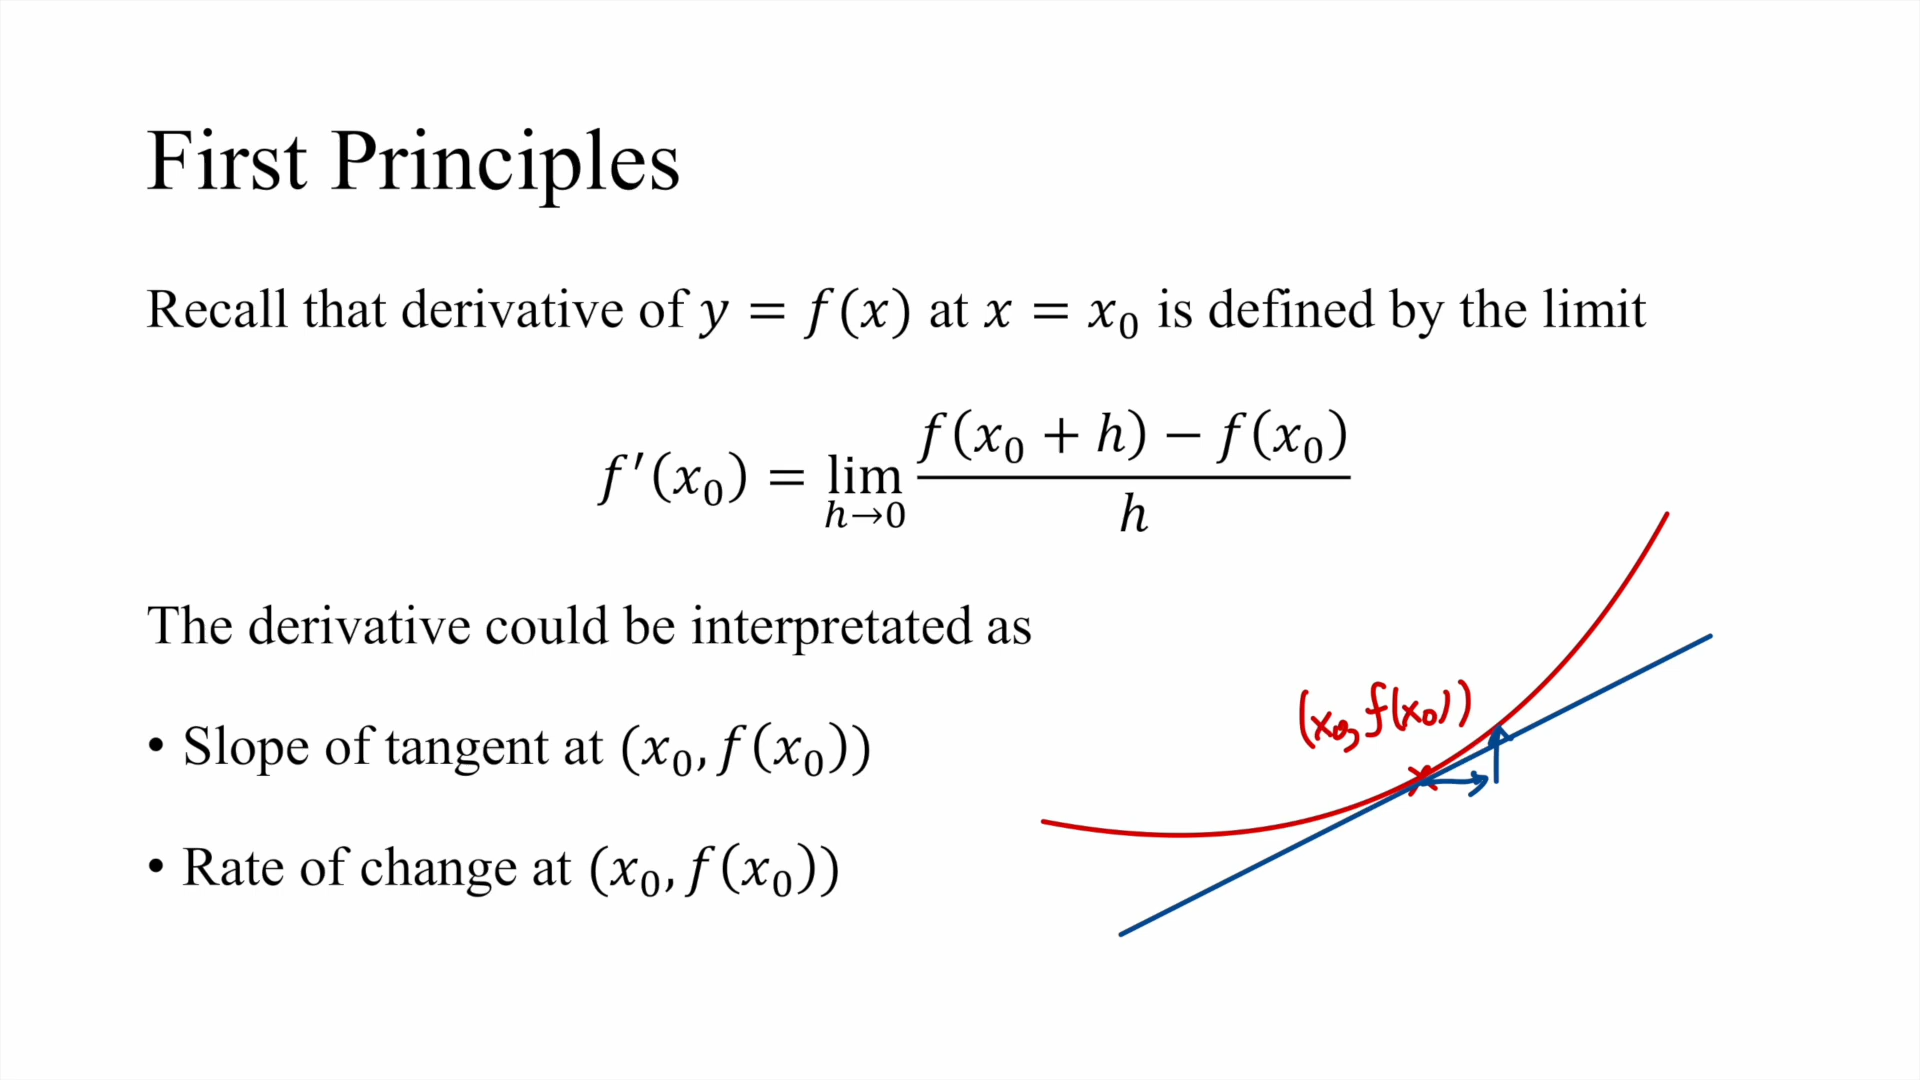 First Principles
Recall that derivative of y = f(x) at x = x₀ is defined by the limit
f′(x₀) = lim h→0 f(x₀ + h) − f(x₀) / h
The derivative could be interpretated as
• Slope of tangent at (x₀, f(x₀))
(x₀, f(x₀))
• Rate of change at (x₀, f(x₀))